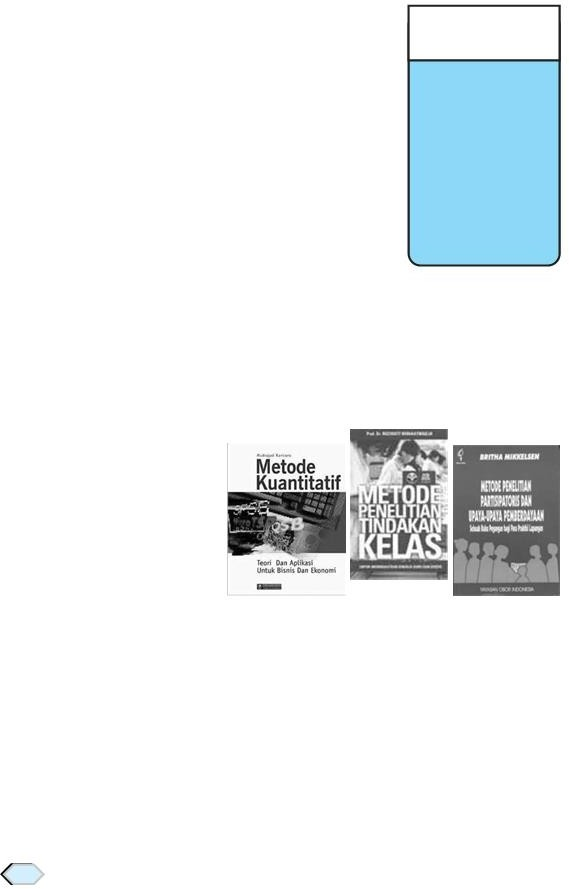 Mudrajad Kuncoro
Metode
Kuantitatif
Teori Dan Aplikasi
Untuk Bisnis Dan Ekonomi
METODE
PENELITIAN
TINDAKAN
KELAS
BRITHA MIKKELSEN
METODE PENELITIAN
PARTISIPATORIS DAN
UPAYA-UPAYA PEMBERDAYAAN
Sebuah Buku Pegangan bagi Para Praktisi Lapangan
YAYASAN OBOR INDONESIA